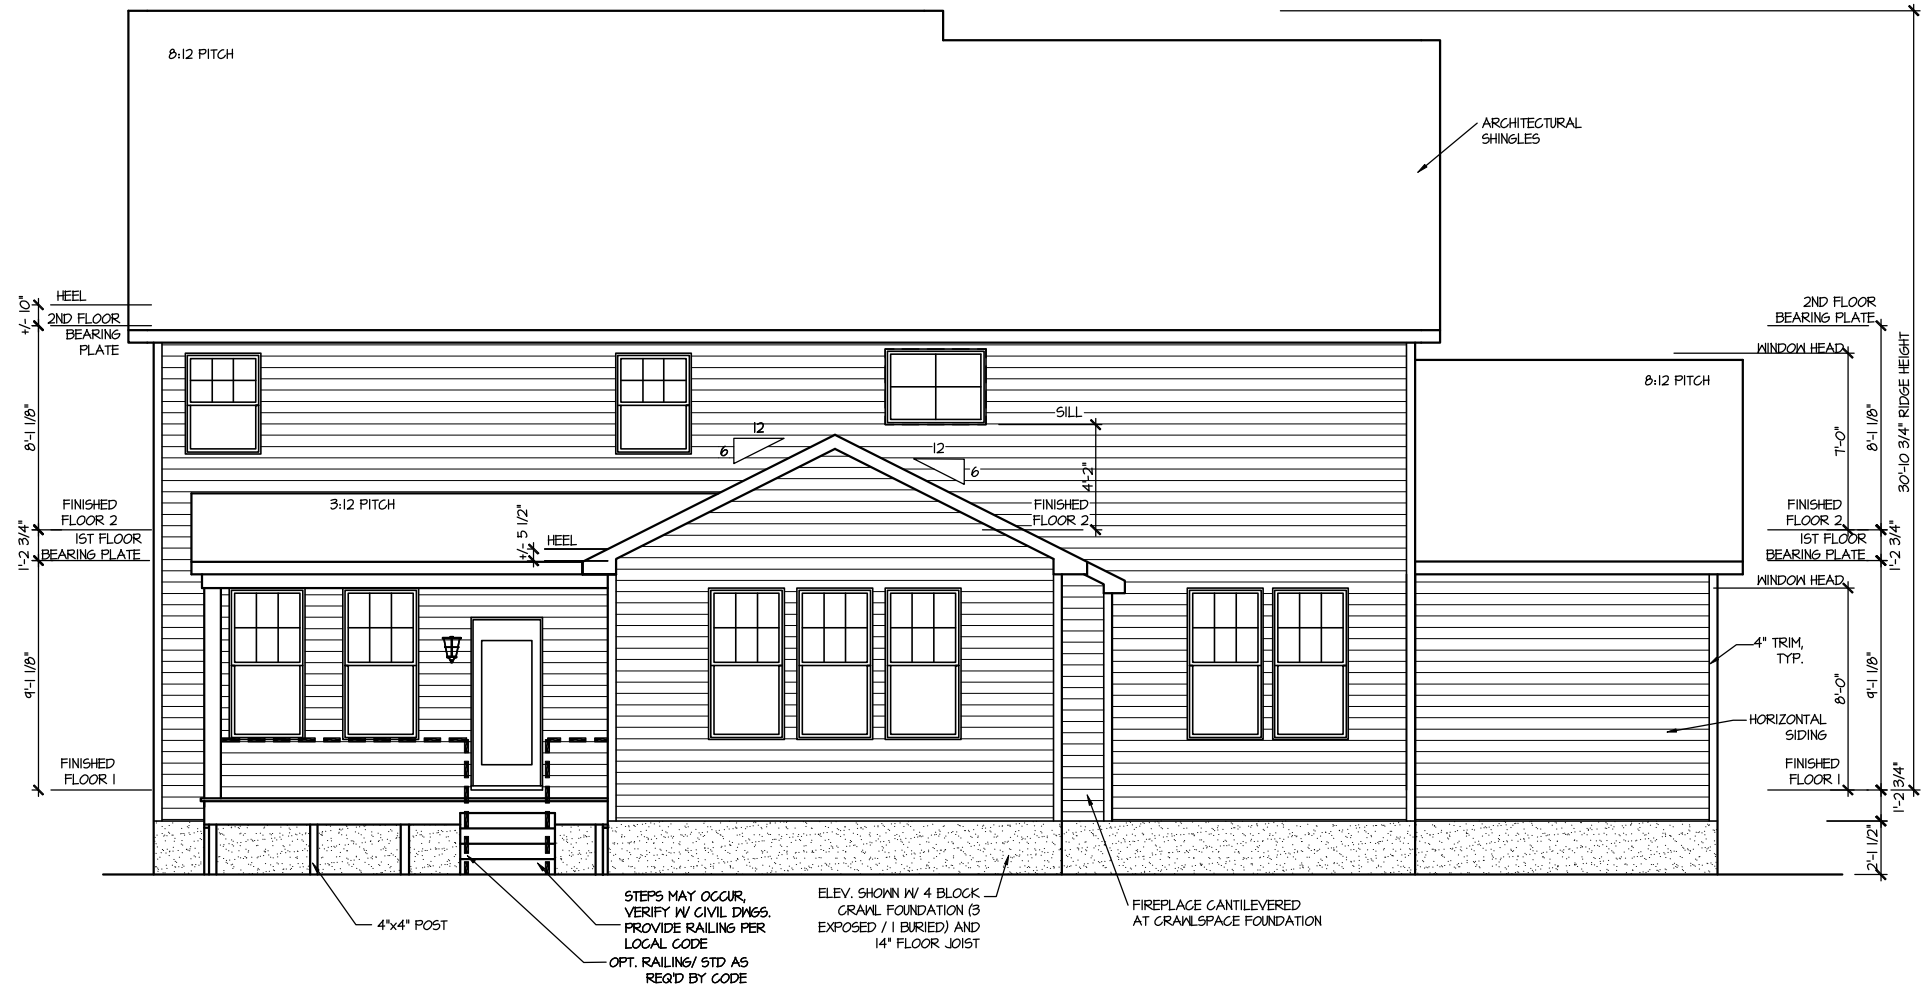 8:12 PITCH
ARCHITECTURAL
SHINGLES
HEEL
+/- 10"
2ND FLOOR
BEARING
PLATE
8'-1 1/8"
FINISHED
FLOOR 2
1'-2 3/4"
1ST FLOOR
BEARING PLATE
9'-1 1/8"
FINISHED
FLOOR 1
3:12 PITCH
+/- 5 1/2"
HEEL
12
6
12
6
SILL
4'-2"
FINISHED
FLOOR 2
2ND FLOOR
BEARING PLATE
WINDOW HEAD
8:12 PITCH
7'-0"
8'-1 1/8"
30'-10 3/4" RIDGE HEIGHT
FINISHED
FLOOR 2
1ST FLOOR
BEARING PLATE
1'-2 3/4"
WINDOW HEAD
4" TRIM,
TYP.
8'-0"
9'-1 1/8"
HORIZONTAL
SIDING
FINISHED
FLOOR 1
1'-2 3/4"
2'-1 1/2"
4"x4" POST
STEPS MAY OCCUR,
VERIFY W/ CIVIL DWGS.
PROVIDE RAILING PER
LOCAL CODE
OPT. RAILING/ STD AS
REQ'D BY CODE
ELEV. SHOWN W/ 4 BLOCK
CRAWL FOUNDATION (3
EXPOSED / 1 BURIED) AND
14" FLOOR JOIST
FIREPLACE CANTILEVERED
AT CRAWLSPACE FOUNDATION